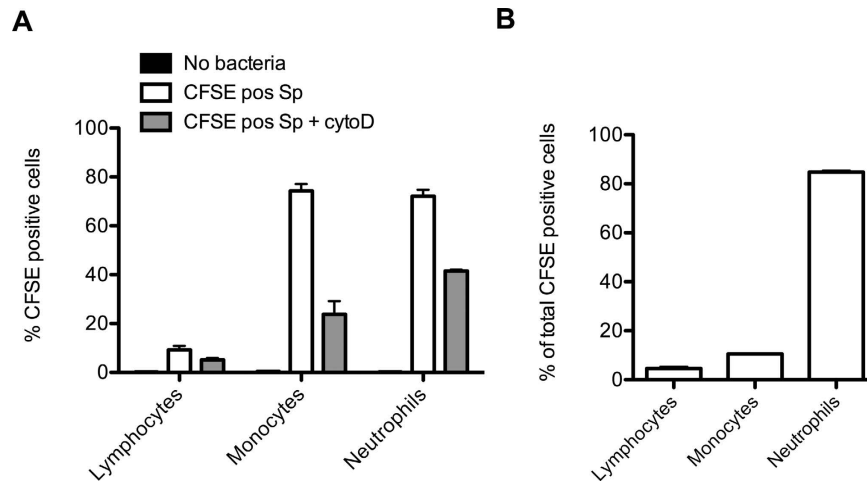 A
No bacteria
CFSE pos Sp
CFSE pos Sp + cytoD
% CFSE positive cells
100
80
60
40
20
0
Lymphocytes
Monocytes
Neutrophils
B
% of total CFSE positive cells
100
80
60
40
20
0
Lymphocytes
Monocytes
Neutrophils